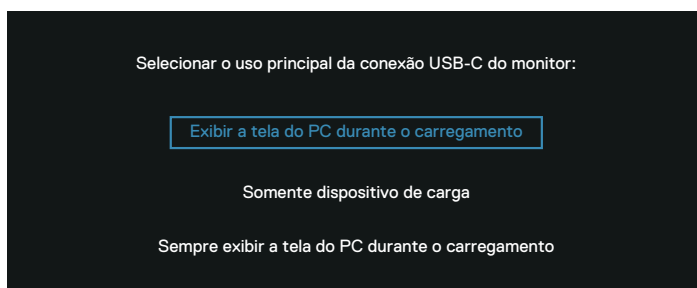 Selecionar o uso principal da conexão USB-C do monitor:
Exibir a tela do PC durante o carregamento
Somente dispositivo de carga
Sempre exibir a tela do PC durante o carregamento